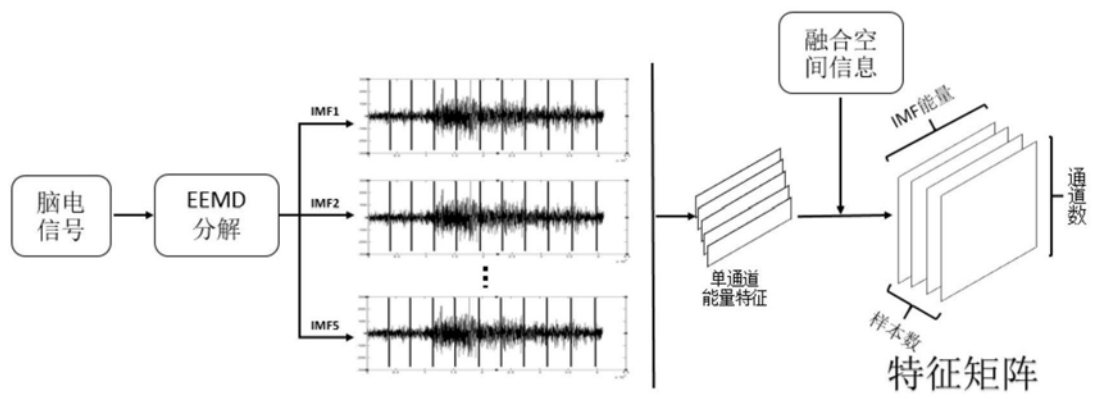 脑电
信号
EEMD
分解
IMF1
IMF2
IMF5
单通道
能量特征
融合空
间信息
IMF能量
通道数
样本数
特征矩阵